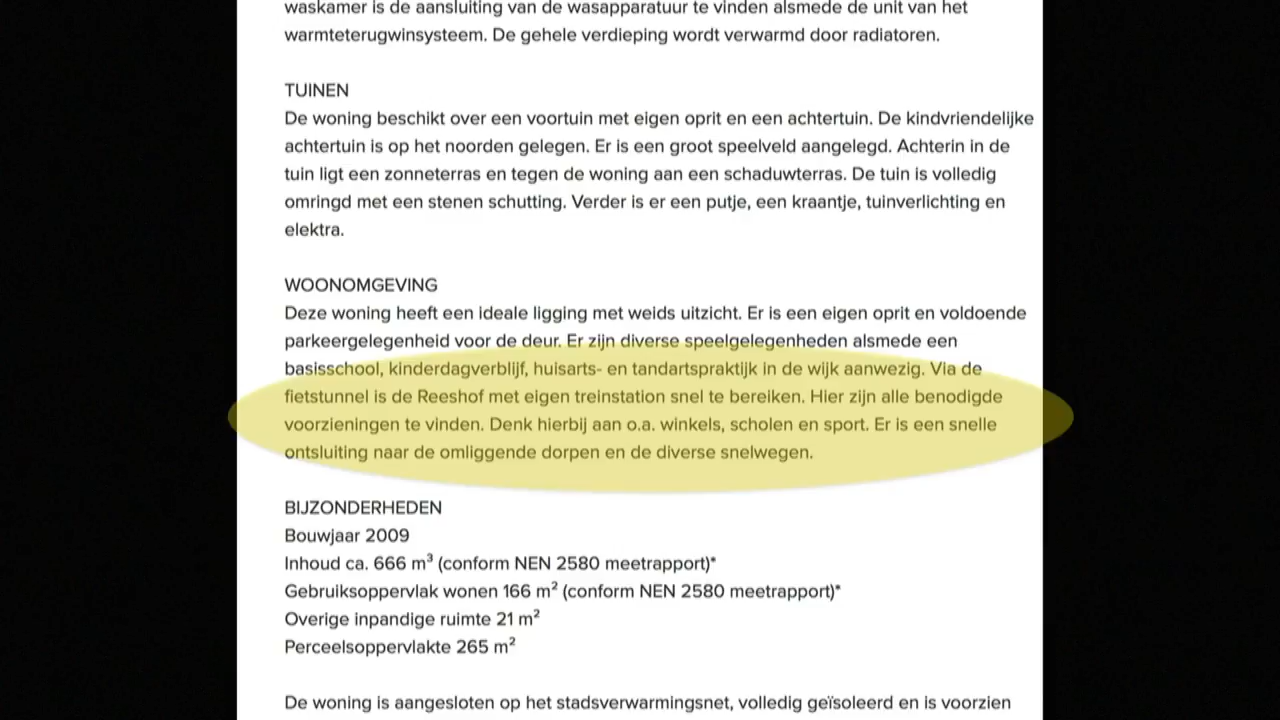 waskamer is de aansluiting van de wasapparatuur te vinden alsmede de unit van het
warmteterugwinsysteem. De gehele verdieping wordt verwarmd door radiatoren.
TUINEN
De woning beschikt over een voortuin met eigen oprit en een achtertuin. De kindvriendelijke
achtertuin is op het noorden gelegen. Er is een groot speelveld aangelegd. Achterin in de
tuin ligt een zonneterras en tegen de woning aan een schaduwterras. De tuin is volledig
omringd met een stenen schutting. Verder is er een putje, een kraantje, tuinverlichting en
elektra.
WOONOMGEVING
Deze woning heeft een ideale ligging met weids uitzicht. Er is een eigen oprit en voldoende
parkeergelegenheid voor de deur. Er zijn diverse speelgelegenheden alsmede een
basisschool, kinderdagverblijf, huisarts- en tandartspraktijk in de wijk aanwezig. Via de
fietstunnel is de Reeshof met eigen treinstation snel te bereiken. Hier zijn alle benodigde
voorzieningen te vinden. Denk hierbij aan o.a. winkels, scholen en sport. Er is een snelle
ontsluiting naar de omliggende dorpen en de diverse snelwegen.
BIJZONDERHEDEN
Bouwjaar 2009
Inhoud ca. 666 m³ (conform NEN 2580 meetrapport)*
Gebruiksoppervlak wonen 166 m² (conform NEN 2580 meetrapport)*
Overige inpandige ruimte 21 m²
Perceelsoppervlakte 265 m²
De woning is aangesloten op het stadsverwarmingsnet, volledig geïsoleerd en is voorzien